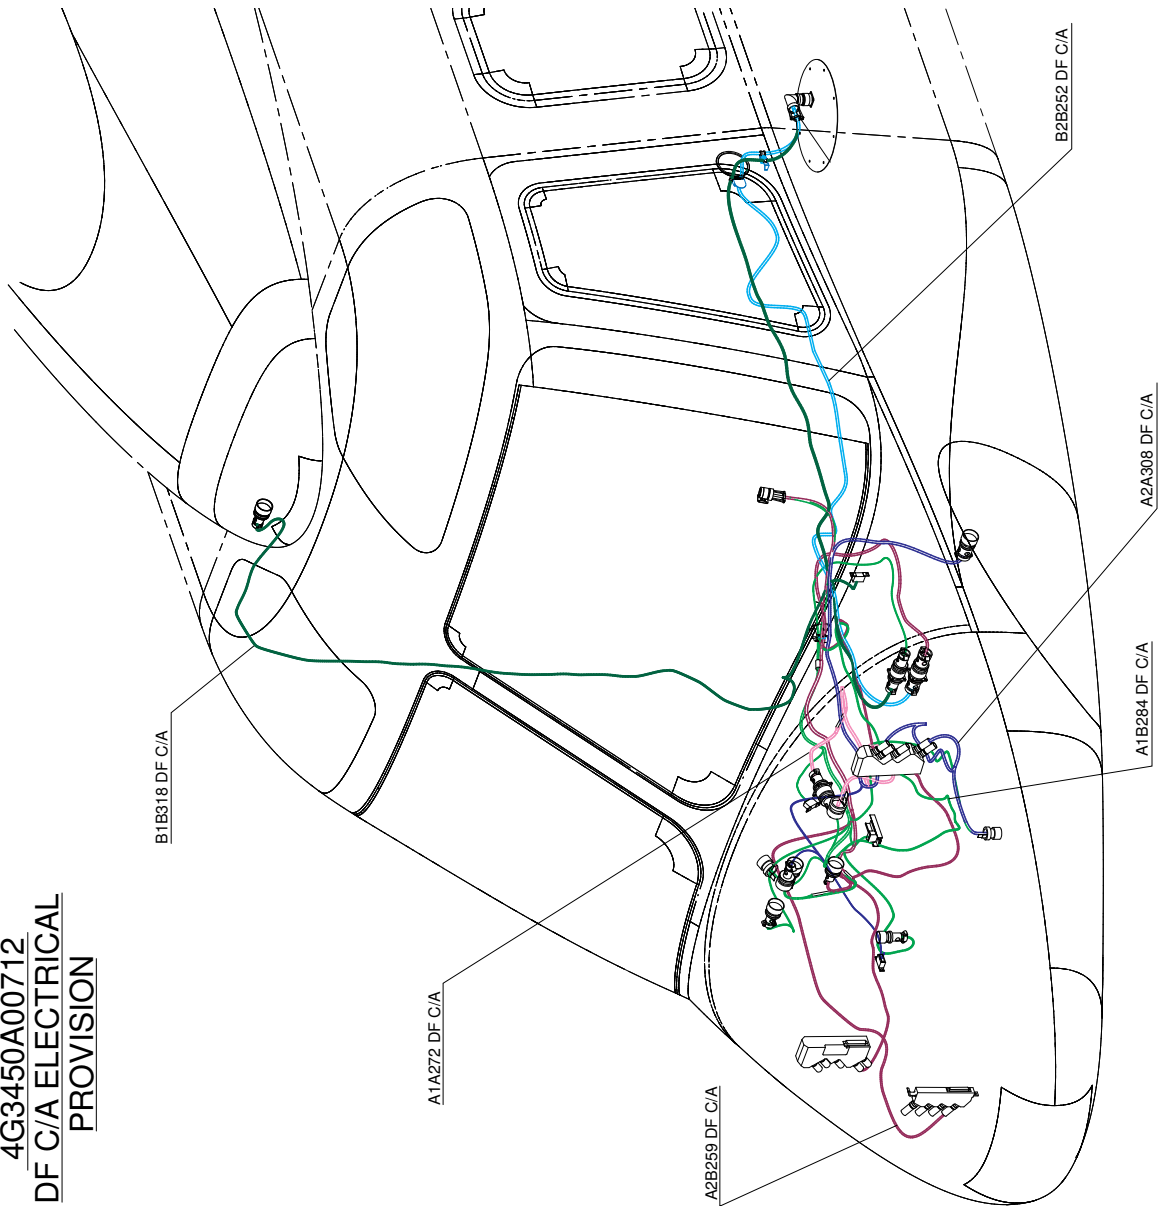 4G3450A00712
DF C/A ELECTRICAL
PROVISION
A2B259 DF C/A
A1A272 DF C/A
B1B318 DF C/A
A1B284 DF C/A
A2A308 DF C/A
B2B252 DF C/A